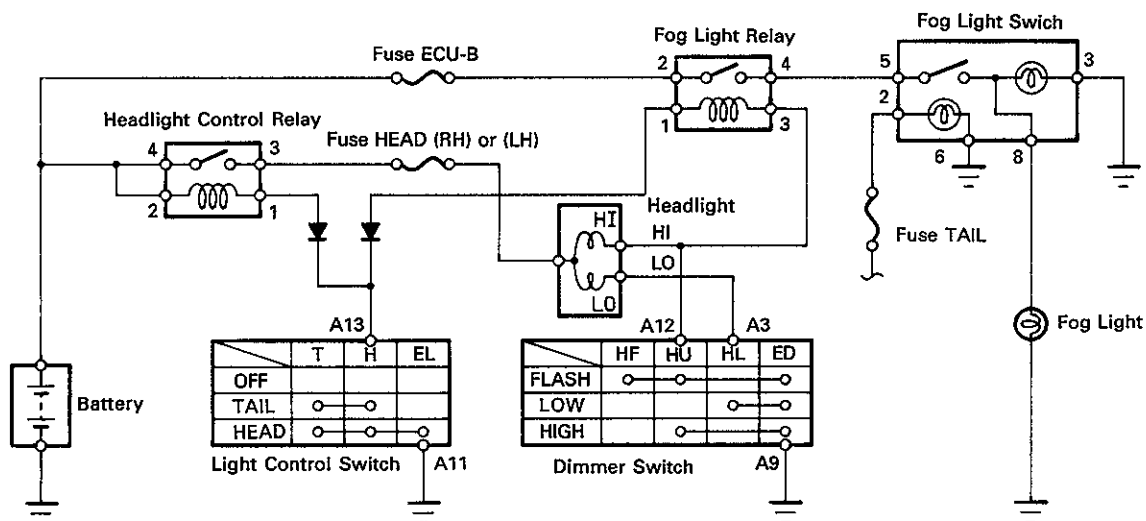 Fog Light Swich
Fog Light Relay
Fuse ECU-B
2 4 5 3
2
1 3
Headlight Control Relay
Fuse HEAD (RH) or (LH)
4 3
2 1
6 8
Headlight
HI HI
LO
LO
Fuse TAIL
A13 A12 A3
Fog Light
T H EL
HF HU HL ED
OFF
FLASH
TAIL
LOW
HEAD
HIGH
Battery
Light Control Switch A11
Dimmer Switch A9